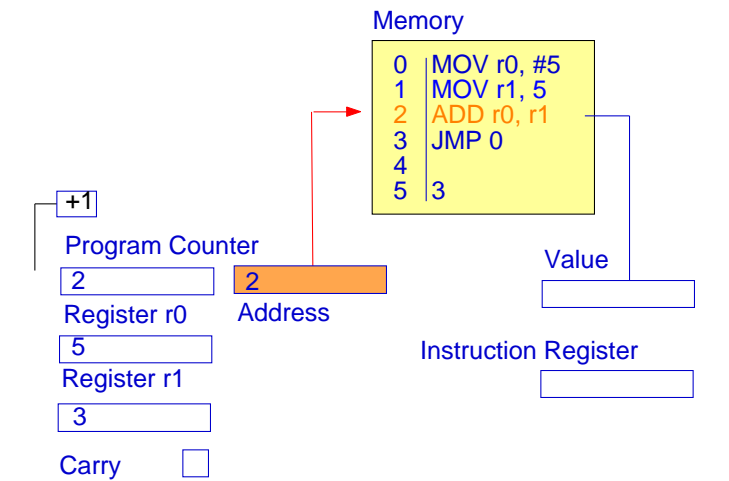 Memory
0 MOV r0, #5
1 MOV r1, 5
2 ADD r0, r1
3 JMP 0
4
5 3
+1
Program Counter
2
2
Address
Value
Register r0
5
Instruction Register
Register r1
3
Carry